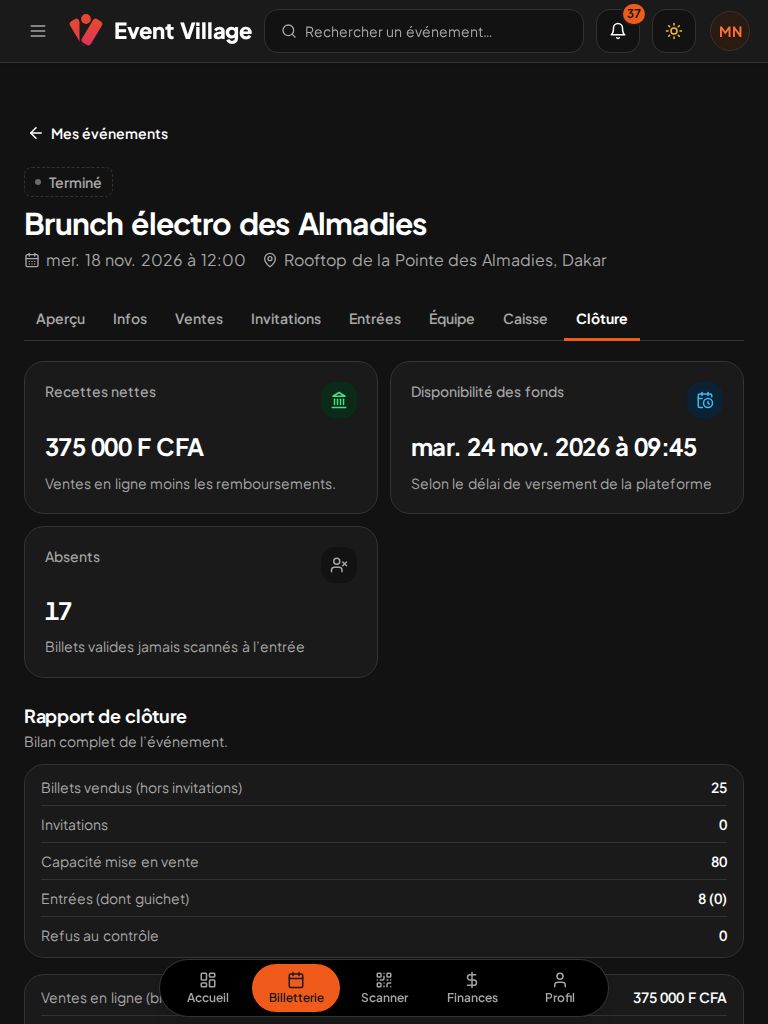 Event Village
Rechercher un événement...
37
MN
Mes événements
Terminé
Brunch électro des Almadies
mer. 18 nov. 2026 à 12:00 Rooftop de la Pointe des Almadies, Dakar
Aperçu Infos Ventes Invitations Entrées Équipe Caisse Clôture
Recettes nettes
375 000 F CFA
Ventes en ligne moins les remboursements.
Disponibilité des fonds
mar. 24 nov. 2026 à 09:45
Selon le délai de versement de la plateforme
Absents
17
Billets valides jamais scannés à l'entrée
Rapport de clôture
Bilan complet de l'événement.
Billets vendus (hors invitations) 25
Invitations 0
Capacité mise en vente 80
Entrées (dont guichet) 8 (0)
Refus au contrôle 0
Ventes en ligne 375 000 F CFA
Accueil Billetterie Scanner Finances Profil